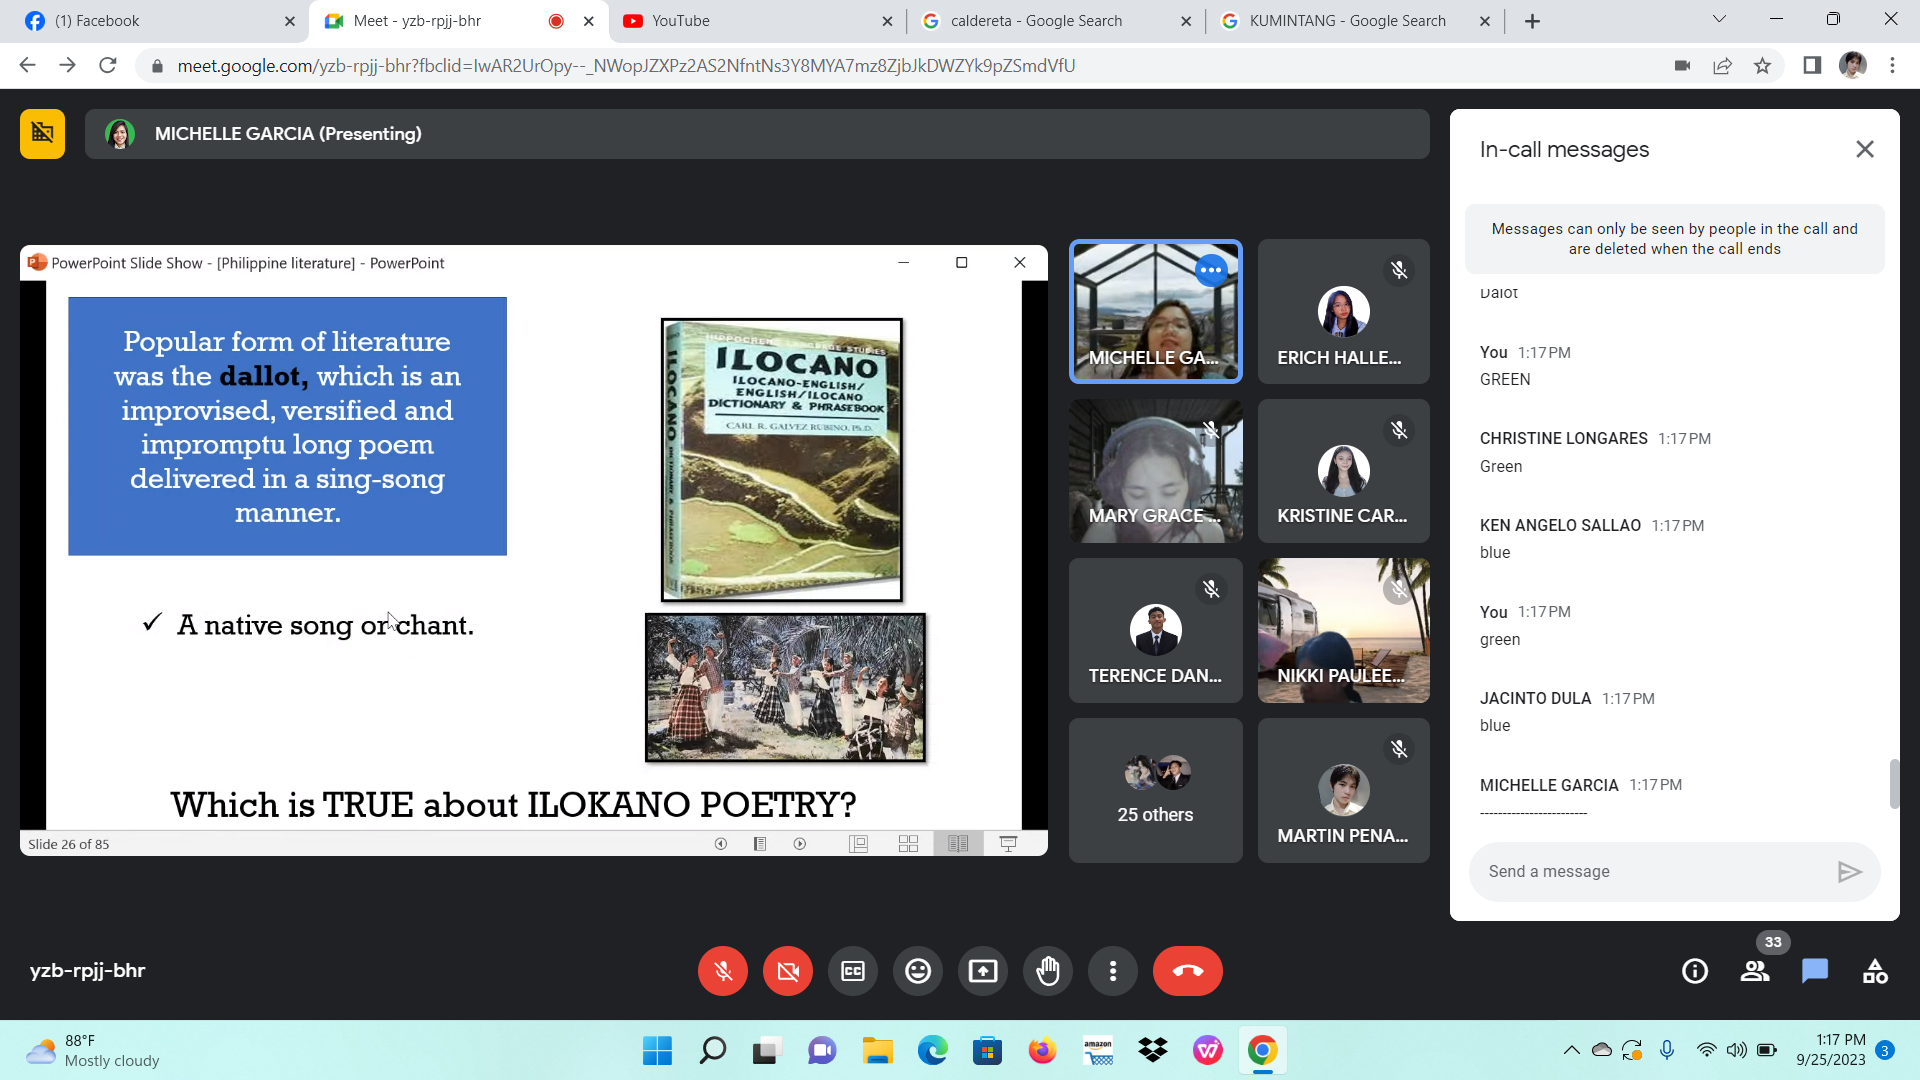 (1) Facebook
Meet - yzb-rpjj-bhr
YouTube
caldereta - Google Search
KUMINTANG - Google Search
meet.google.com/yzb-rpjj-bhr?fbclid=IwAR2UrOpy--_NWopJZXPz2AS2NfntNs3Y8MYA7mz8ZjbJkDWZYk9pZSmdVfU
MICHELLE GARCIA (Presenting)
PowerPoint Slide Show - [Philippine literature] - PowerPoint
Popular form of literature
was the dallot, which is an
improvised, versified and
impromptu long poem
delivered in a sing-song
manner.
✓ A native song or chant.
HIPPOCRENE LANGUAGE STUDIES
ILOCANO
ILOCANO-ENGLISH/
ENGLISH/ILOCANO
DICTIONARY & PHRASEBOOK
CARL R. GALVEZ RUBINO, Ph.D.
ILOCANO
Which is TRUE about ILOKANO POETRY?
Slide 26 of 85
MICHELLE GA...
ERICH HALLE...
MARY GRACE ...
KRISTINE CAR...
TERENCE DAN...
NIKKI PAULEE...
25 others
MARTIN PENA...
In-call messages
Messages can only be seen by people in the call and
are deleted when the call ends
Dalot
You 1:17 PM
GREEN
CHRISTINE LONGARES 1:17 PM
Green
KEN ANGELO SALLAO 1:17 PM
blue
You 1:17 PM
green
JACINTO DULA 1:17 PM
blue
MICHELLE GARCIA 1:17 PM
------------------------
Send a message
yzb-rpjj-bhr
CC
33
88°F
Mostly cloudy
amazon
1:17 PM
9/25/2023
3